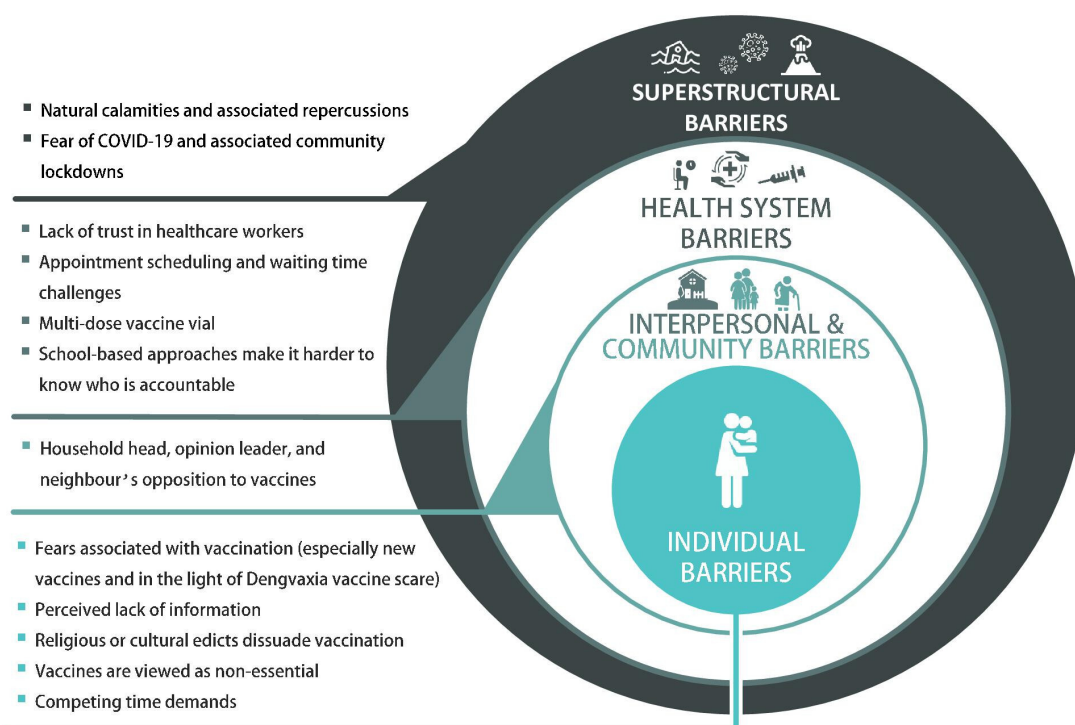 SUPERSTRUCTURAL
BARRIERS
HEALTH SYSTEM
BARRIERS
INTERPERSONAL &
COMMUNITY BARRIERS
INDIVIDUAL
BARRIERS
Natural calamities and associated repercussions
Fear of COVID-19 and associated community
lockdowns
Lack of trust in healthcare workers
Appointment scheduling and waiting time
challenges
Multi-dose vaccine vial
School-based approaches make it harder to
know who is accountable
Household head, opinion leader, and
neighbour's opposition to vaccines
Fears associated with vaccination (especially new
vaccines and in the light of Dengvaxia vaccine scare)
Perceived lack of information
Religious or cultural edicts dissuade vaccination
Vaccines are viewed as non-essential
Competing time demands